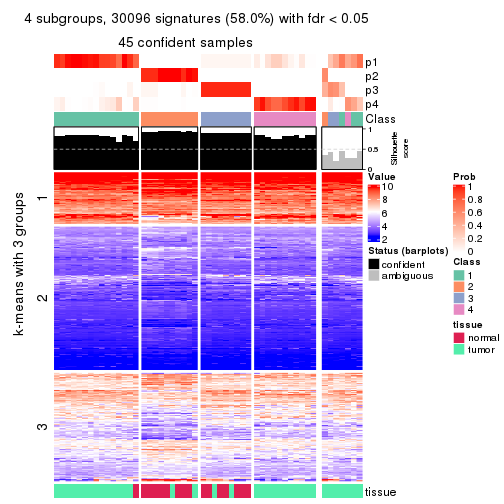 4 subgroups, 30096 signatures (58.0%) with fdr < 0.05
45 confident samples
p1
p2
p3
p4
Class
1
0.5
0
Silhouette
score
k-means with 3 groups
1
2
3
tissue
Value
10
8
6
4
2
Status (barplots)
confident
ambiguous
Prob
1
0.8
0.6
0.4
0.2
0
Class
1
2
3
4
tissue
normal
tumor